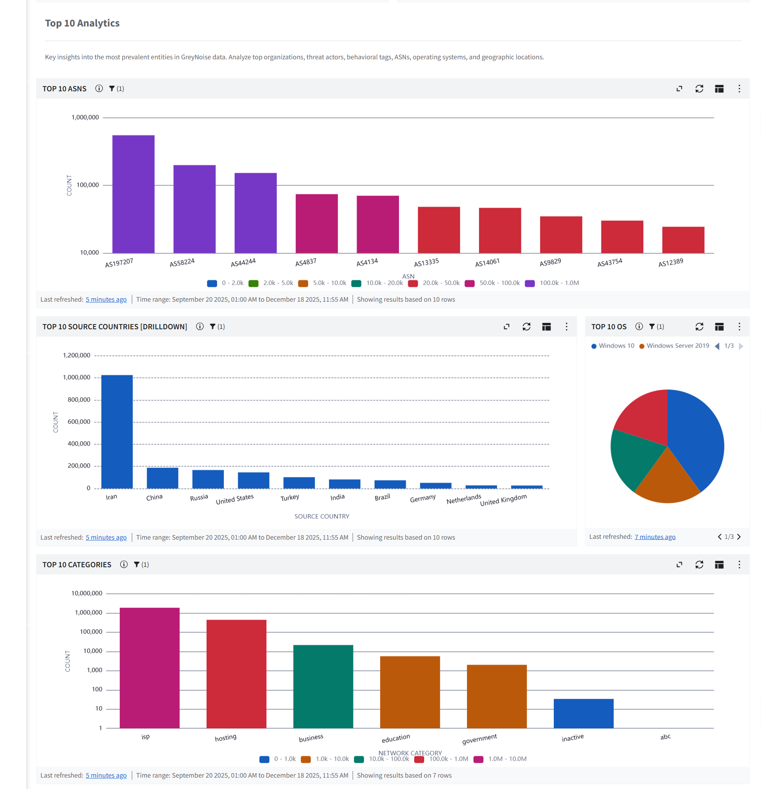 Top 10 Analytics
Key insights into the most prevalent entities in GreyNoise data. Analyze top organizations, threat actors, behavioral tags, ASNs, operating systems, and geographic locations.
TOP 10 ASNS (1)
1,000,000
100,000
10,000
COUNT
AS197207 AS58224 AS44244 AS4837 AS4134 AS13335 AS14061 AS9829 AS43754 AS12389
ASN
0 - 2.0k 2.0k - 5.0k 5.0k - 10.0k 10.0k - 20.0k 20.0k - 50.0k 50.0k - 100.0k 100.0k - 1.0M
Last refreshed: 5 minutes ago | Time range: September 20 2025, 01:00 AM to December 18 2025, 11:55 AM | Showing results based on 10 rows
TOP 10 SOURCE COUNTRIES [DRILLDOWN] (1)
1,200,000
1,000,000
800,000
600,000
400,000
200,000
0
COUNT
Iran China Russia United States Turkey India Brazil Germany Netherlands United Kingdom
SOURCE COUNTRY
Last refreshed: 5 minutes ago | Time range: September 20 2025, 01:00 AM to December 18 2025, 11:55 AM | Showing results based on 10 rows
TOP 10 OS (1)
Windows 10 Windows Server 2019 1/3
Last refreshed: 7 minutes ago 1/3
TOP 10 CATEGORIES (1)
10,000,000
1,000,000
100,000
10,000
1,000
100
10
1
COUNT
isp hosting business education government inactive abc
NETWORK CATEGORY
0 - 1.0k 1.0k - 10.0k 10.0k - 100.0k 100.0k - 1.0M 1.0M - 10.0M
Last refreshed: 5 minutes ago | Time range: September 20 2025, 01:00 AM to December 18 2025, 11:55 AM | Showing results based on 7 rows